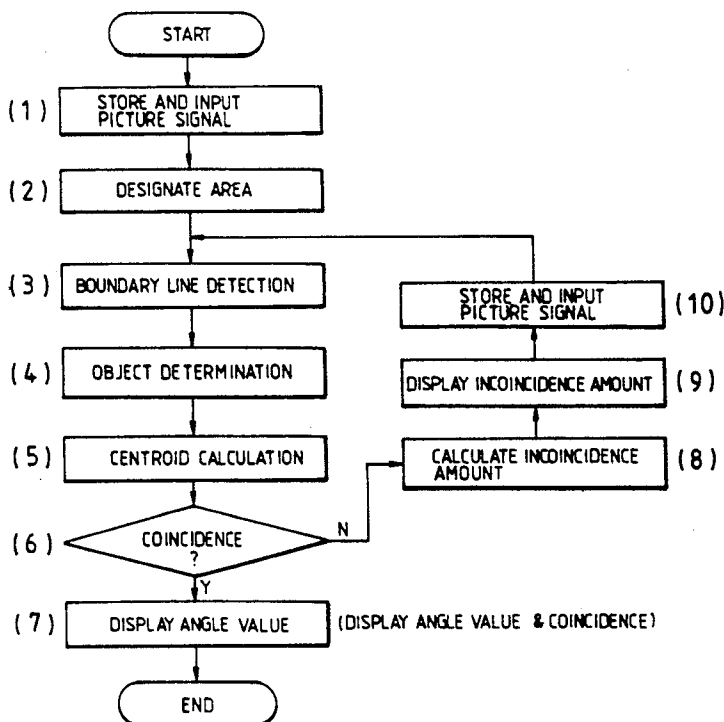 START
(1)
STORE AND INPUT
PICTURE SIGNAL
(2)
DESIGNATE AREA
(3)
BOUNDARY LINE DETECTION
(4)
OBJECT DETERMINATION
(5)
CENTROID CALCULATION
(6)
COINCIDENCE
?
N
Y
(7)
DISPLAY ANGLE VALUE
(DISPLAY ANGLE VALUE & COINCIDENCE)
END
CALCULATE INCOINCIDENCE
AMOUNT
(8)
DISPLAY INCOINCIDENCE AMOUNT
(9)
STORE AND INPUT
PICTURE SIGNAL
(10)